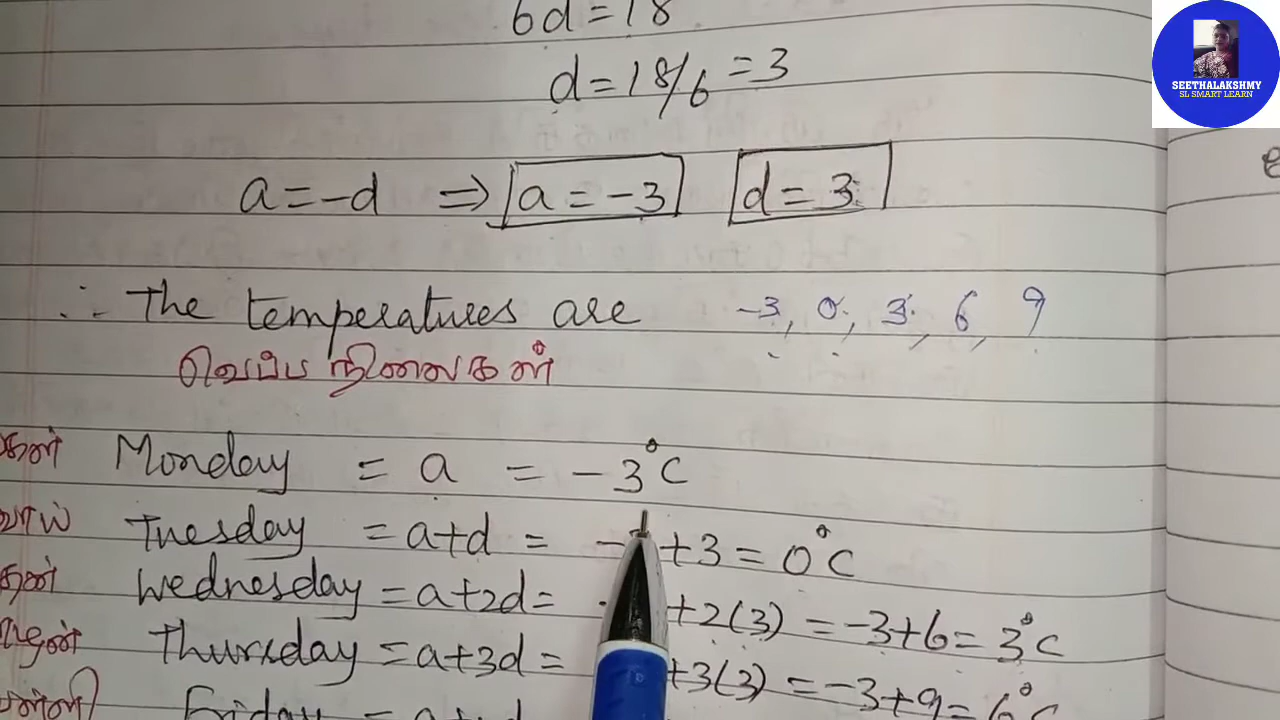 6d = 18
d = 18/6 = 3
a = -d ⇒ a = -3 d = 3
∴ The temperatures are -3, 0, 3, 6, 9
வெப்ப நிலைகள்
Monday = a = -3°C
Tuesday = a+d = - +3 = 0°C
Wednesday = a+2d = +2(3) = -3+6 = 3°C
Thursday = a+3d = +3(3) = -3+9 = 6°C
Friday = a+
SEETHALAKSHMY
SL SMART LEARN